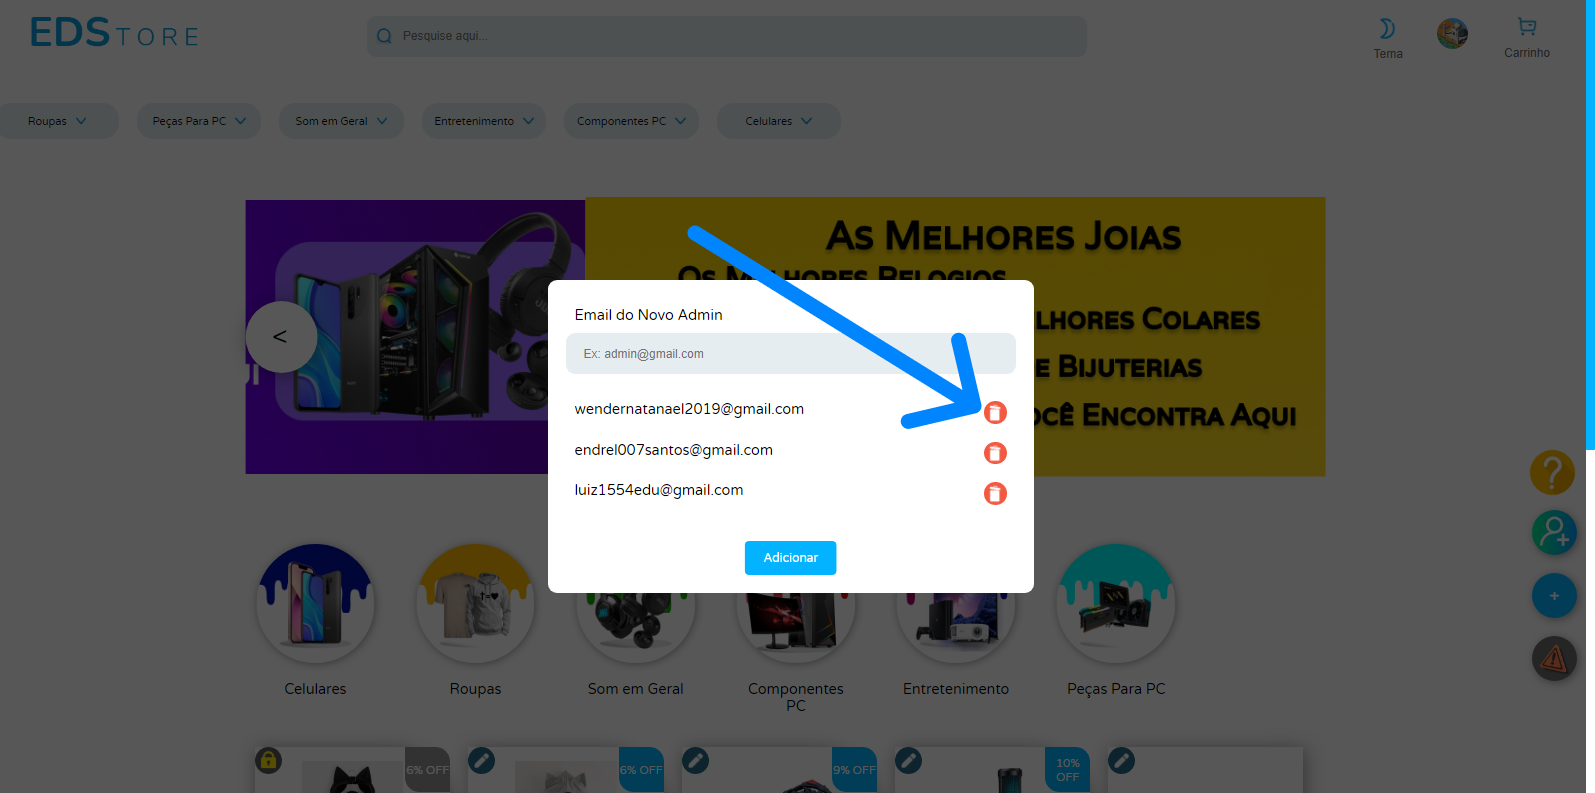 EDSTORE
Pesquise aqui...
Tema
Carrinho
Roupas
Peças Para PC
Som em Geral
Entretenimento
Componentes PC
Celulares
As Melhores Joias
Os Melhores Relogios
lhores Colares
e Bijuterias
ocê Encontra Aqui
<
Email do Novo Admin
Ex: admin@gmail.com
wendernatanael2019@gmail.com
endrel007santos@gmail.com
luiz1554edu@gmail.com
Adicionar
?
+
Celulares
Roupas
Som em Geral
Componentes
PC
Entretenimento
Peças Para PC
6% OFF
6% OFF
9% OFF
10%
OFF